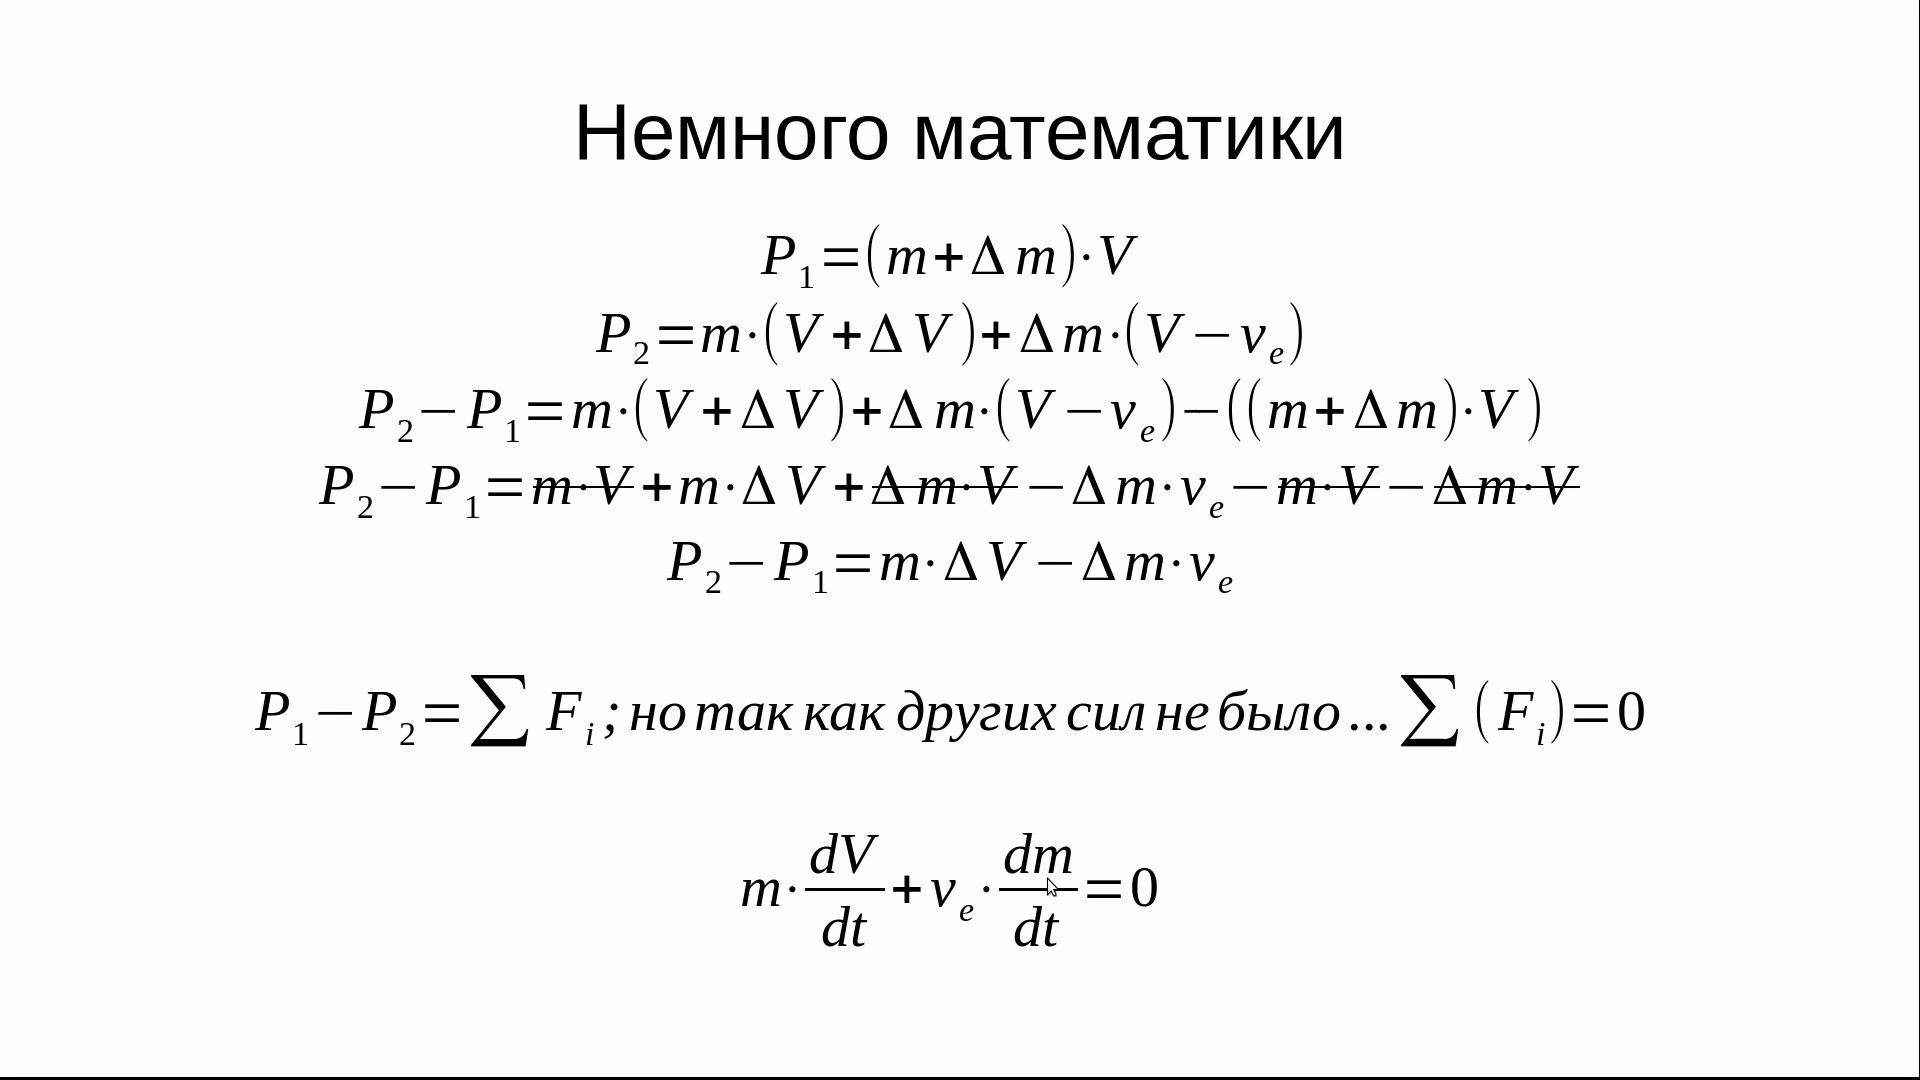 Немного математики
P₁=(m+Δm)·V
P₂=m·(V+ΔV)+Δm·(V−vₑ)
P₂−P₁=m·(V+ΔV)+Δm·(V−vₑ)−((m+Δm)·V)
P₂−P₁=m·V+m·ΔV+Δm·V−Δm·vₑ−m·V−Δm·V
P₂−P₁=m·ΔV−Δm·vₑ
P₁−P₂=∑ Fᵢ; но так как других сил не было... ∑(Fᵢ)=0
m·dV/dt+vₑ·dm/dt=0